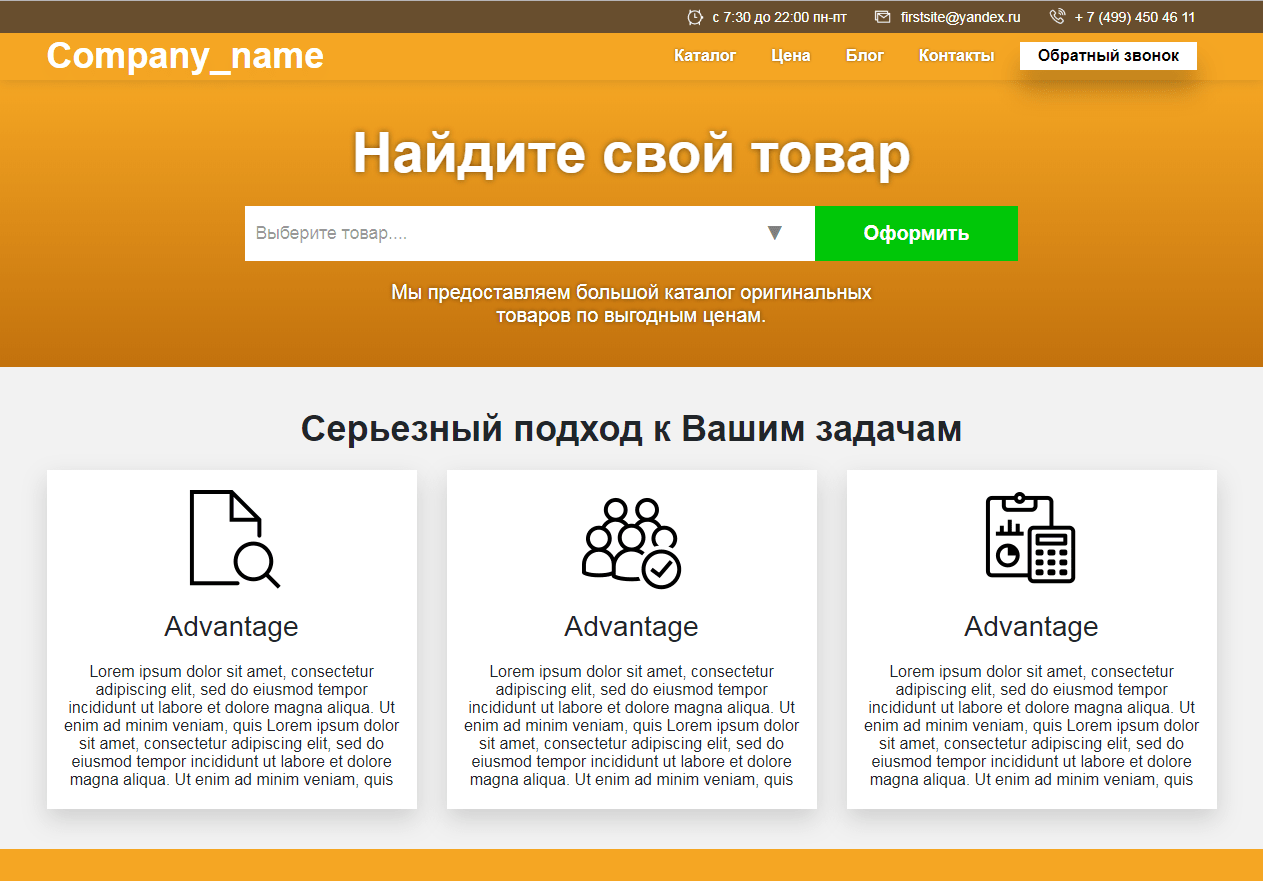 с 7:30 до 22:00 пн-пт firstsite@yandex.ru + 7 (499) 450 46 11
Company_name Каталог Цена Блог Контакты Обратный звонок
Найдите свой товар
Выберите товар.... ▼ Оформить
Мы предоставляем большой каталог оригинальных
товаров по выгодным ценам.
Серьезный подход к Вашим задачам
Advantage
Lorem ipsum dolor sit amet, consectetur
adipiscing elit, sed do eiusmod tempor
incididunt ut labore et dolore magna aliqua. Ut
enim ad minim veniam, quis Lorem ipsum dolor
sit amet, consectetur adipiscing elit, sed do
eiusmod tempor incididunt ut labore et dolore
magna aliqua. Ut enim ad minim veniam, quis
Advantage
Lorem ipsum dolor sit amet, consectetur
adipiscing elit, sed do eiusmod tempor
incididunt ut labore et dolore magna aliqua. Ut
enim ad minim veniam, quis Lorem ipsum dolor
sit amet, consectetur adipiscing elit, sed do
eiusmod tempor incididunt ut labore et dolore
magna aliqua. Ut enim ad minim veniam, quis
Advantage
Lorem ipsum dolor sit amet, consectetur
adipiscing elit, sed do eiusmod tempor
incididunt ut labore et dolore magna aliqua. Ut
enim ad minim veniam, quis Lorem ipsum dolor
sit amet, consectetur adipiscing elit, sed do
eiusmod tempor incididunt ut labore et dolore
magna aliqua. Ut enim ad minim veniam, quis